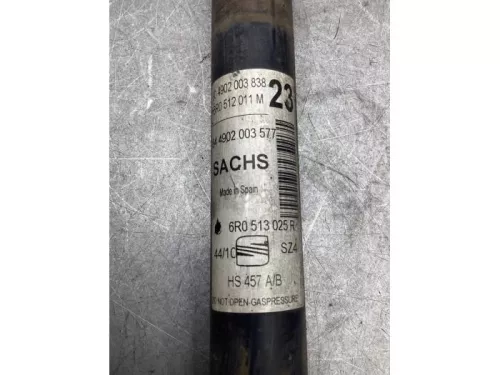 4902 003 838
6R0 512 011 M 23
4902 003 577
SACHS
Made in Spain
6R0 513 025 R
44/10 SZ4
HS 457 A/B
NOT OPEN-GASPRESSURE